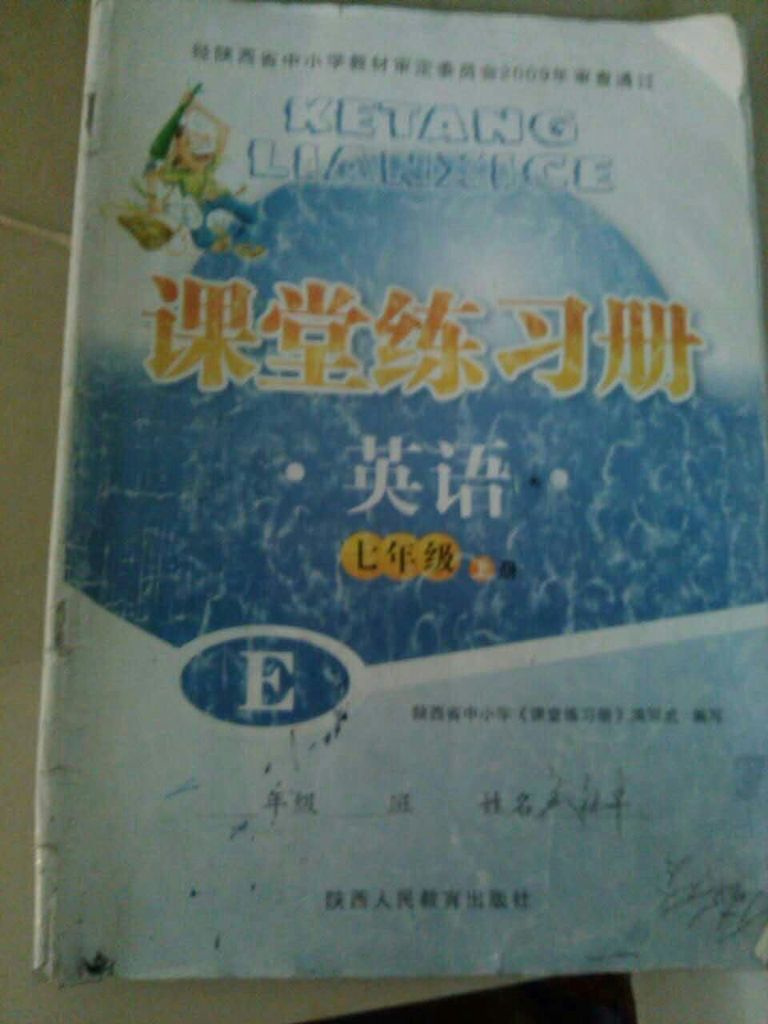 经陕西省中小学教材审定委员会2009年审查通过
KETANG
LIANXICE
课堂练习册
·英语·
七年级 上册
E
陕西省中小学《课堂练习册》编写组 编写
年级 班 姓名
陕西人民教育出版社